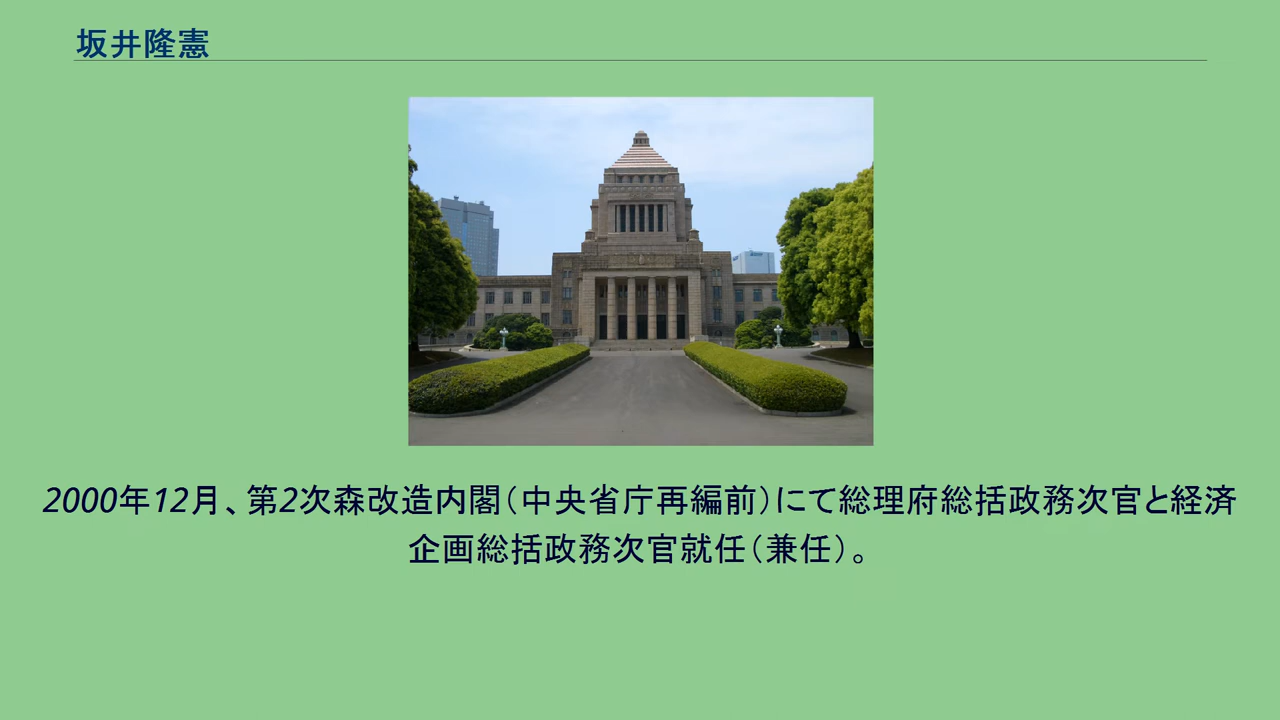 坂井隆憲
2000年12月、第2次森改造内閣（中央省庁再編前）にて総理府総括政務次官と経済
企画総括政務次官就任（兼任）。